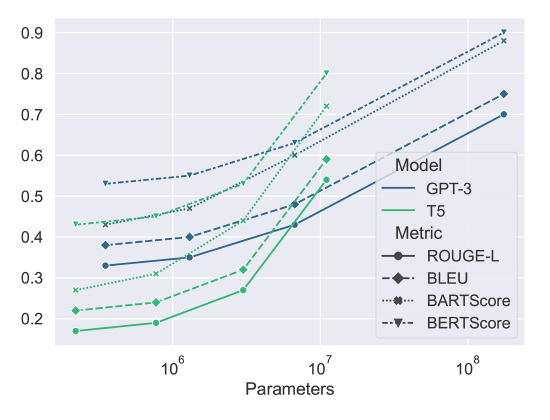 0.9
0.8
0.7
0.6
0.5
0.4
0.3
0.2
Model
GPT-3
T5
Metric
ROUGE-L
BLEU
BARTScore
BERTScore
10^6
10^7
10^8
Parameters